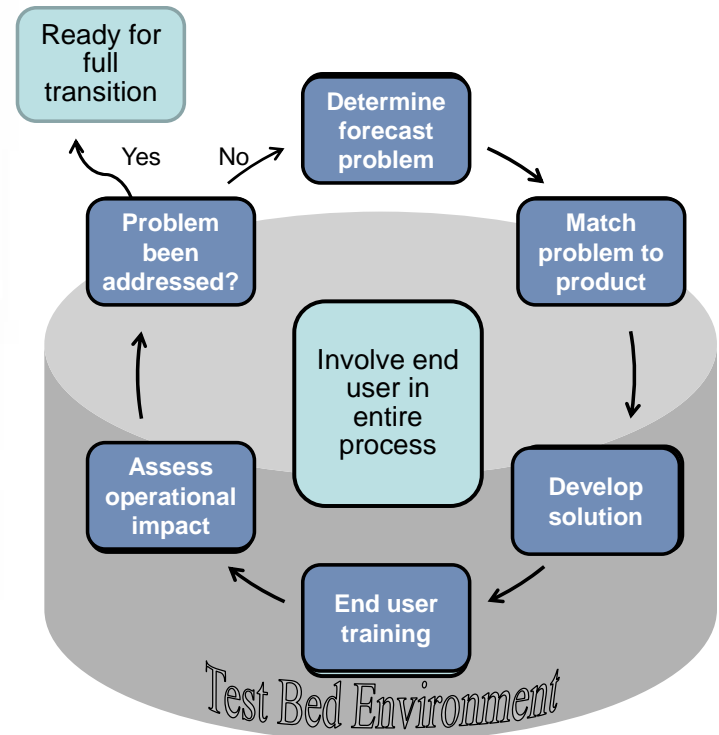 Ready for
full
transition
Yes
No
Determine
forecast
problem
Match
problem to
product
Develop
solution
End user
training
Assess
operational
impact
Problem
been
addressed?
Involve end
user in
entire
process
Test Bed Environment